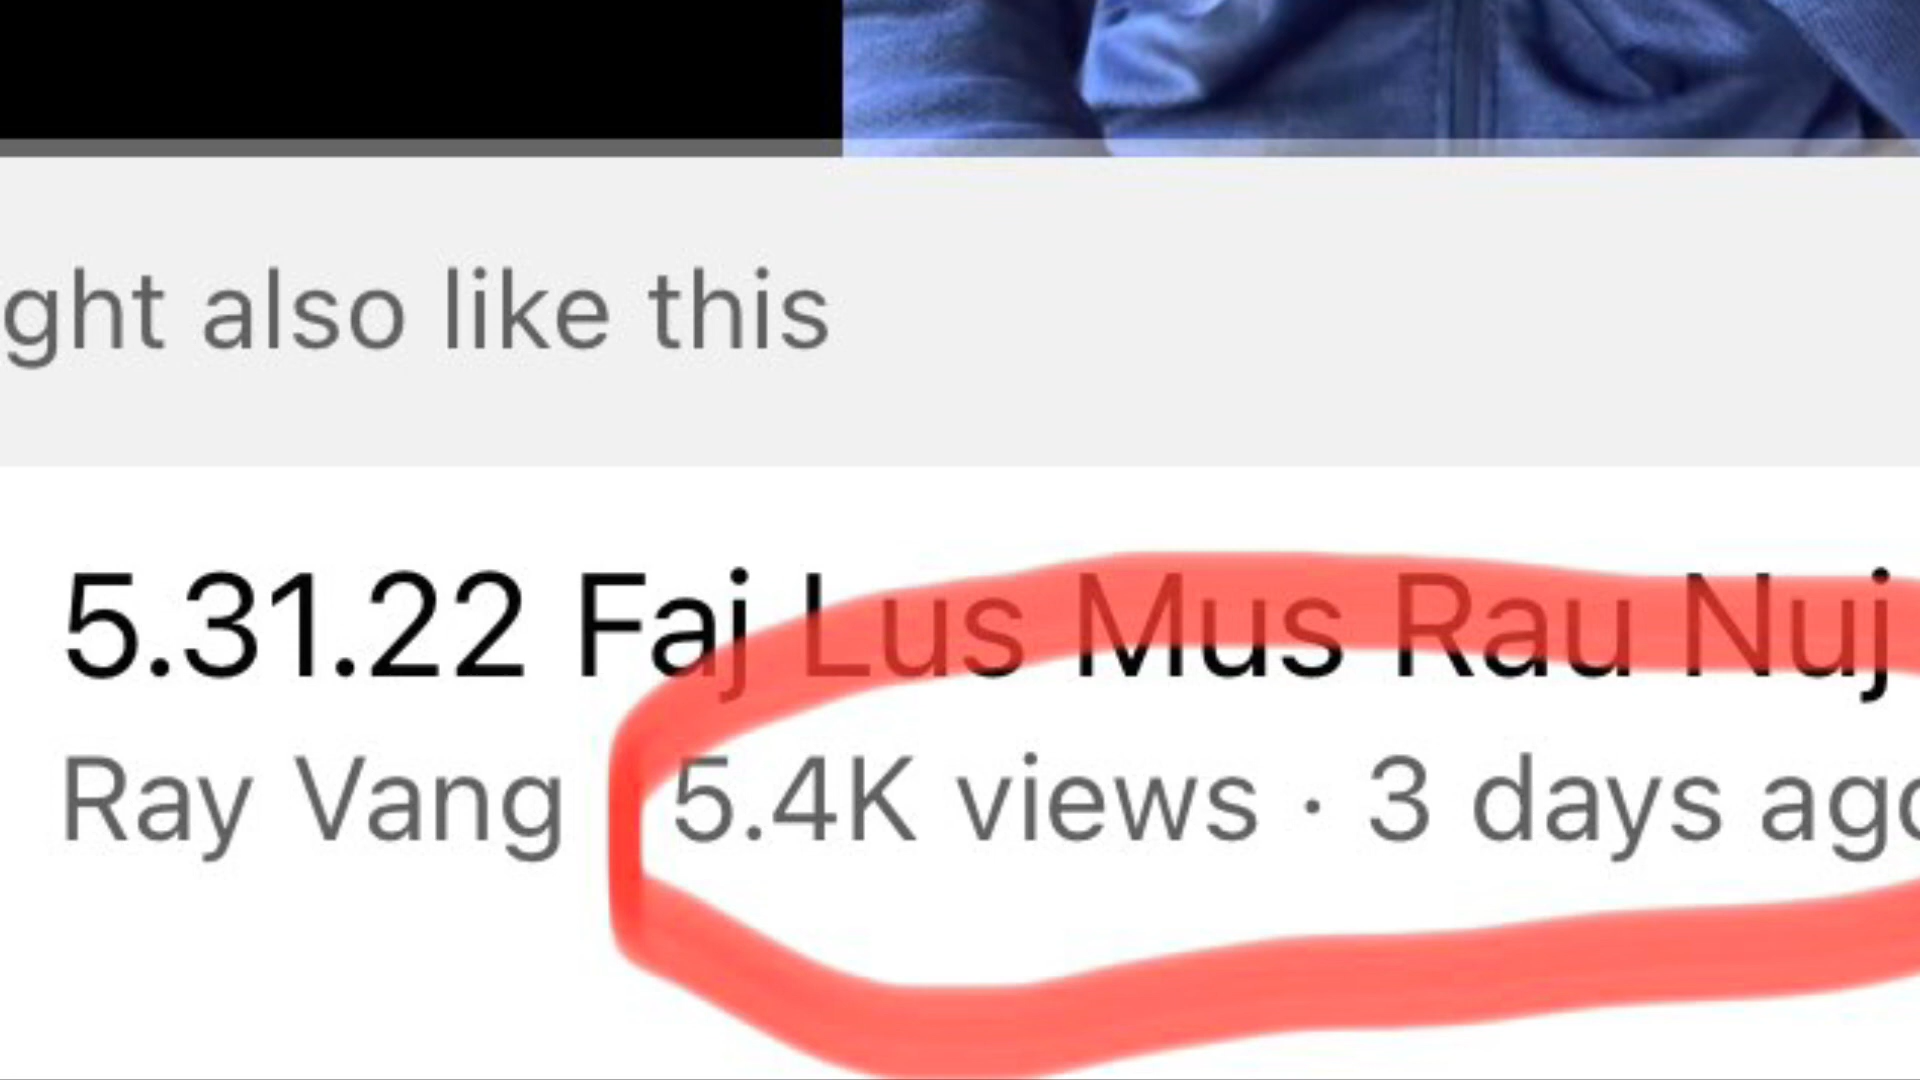 ght also like this
5.31.22 Faj Lus Mus Rau Nuj
Ray Vang 5.4K views · 3 days ago